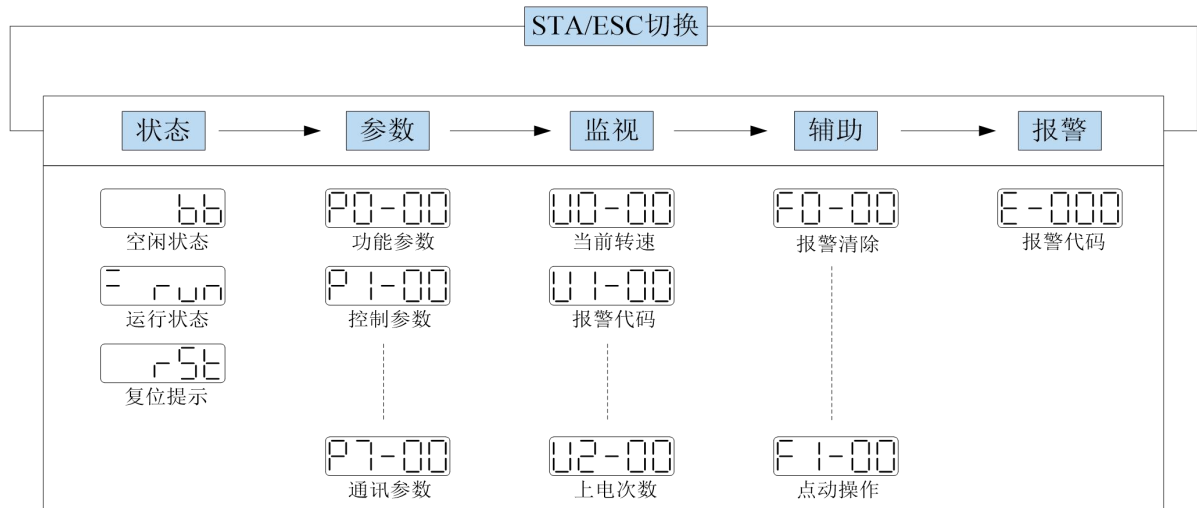 STA/ESC切换
状态 参数 监视 辅助 报警
bb P0-00 U0-00 F0-00 E-000
空闲状态 功能参数 当前转速 报警清除 报警代码
run P1-00 U1-00
运行状态 控制参数 报警代码
rSt
复位提示
P7-00 U2-00 F1-00
通讯参数 上电次数 点动操作